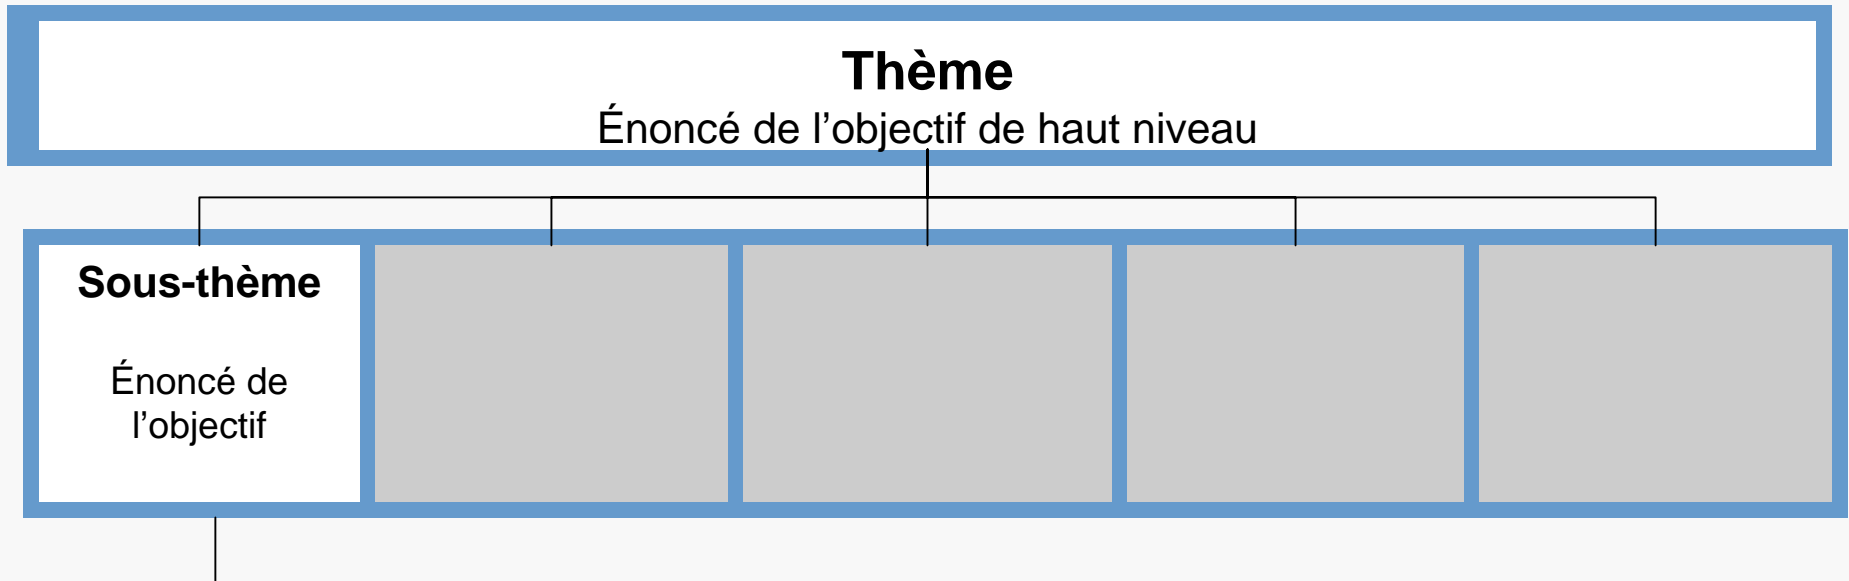 Thème
Énoncé de l’objectif de haut niveau
Sous-thème
Énoncé de
l’objectif